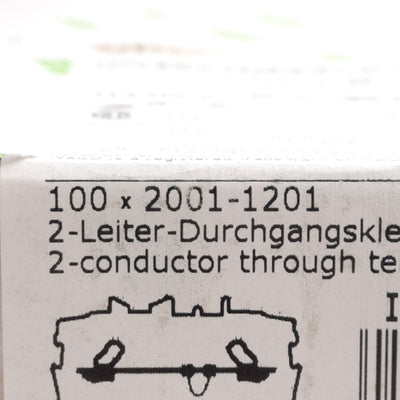 100 x 2001-1201
2-Leiter-Durchgangskle
2-conductor through te
I